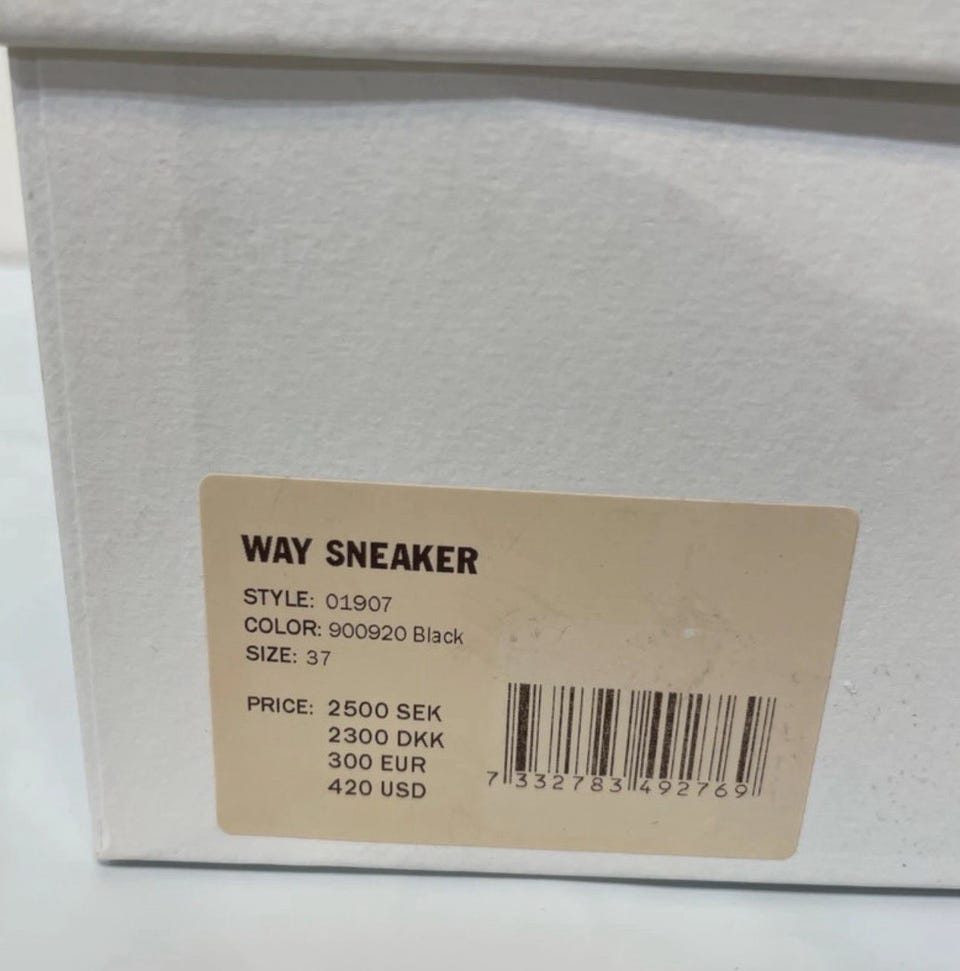 WAY SNEAKER
STYLE: 01907
COLOR: 900920 Black
SIZE: 37
PRICE: 2500 SEK
2300 DKK
300 EUR
420 USD
7 332783 492769